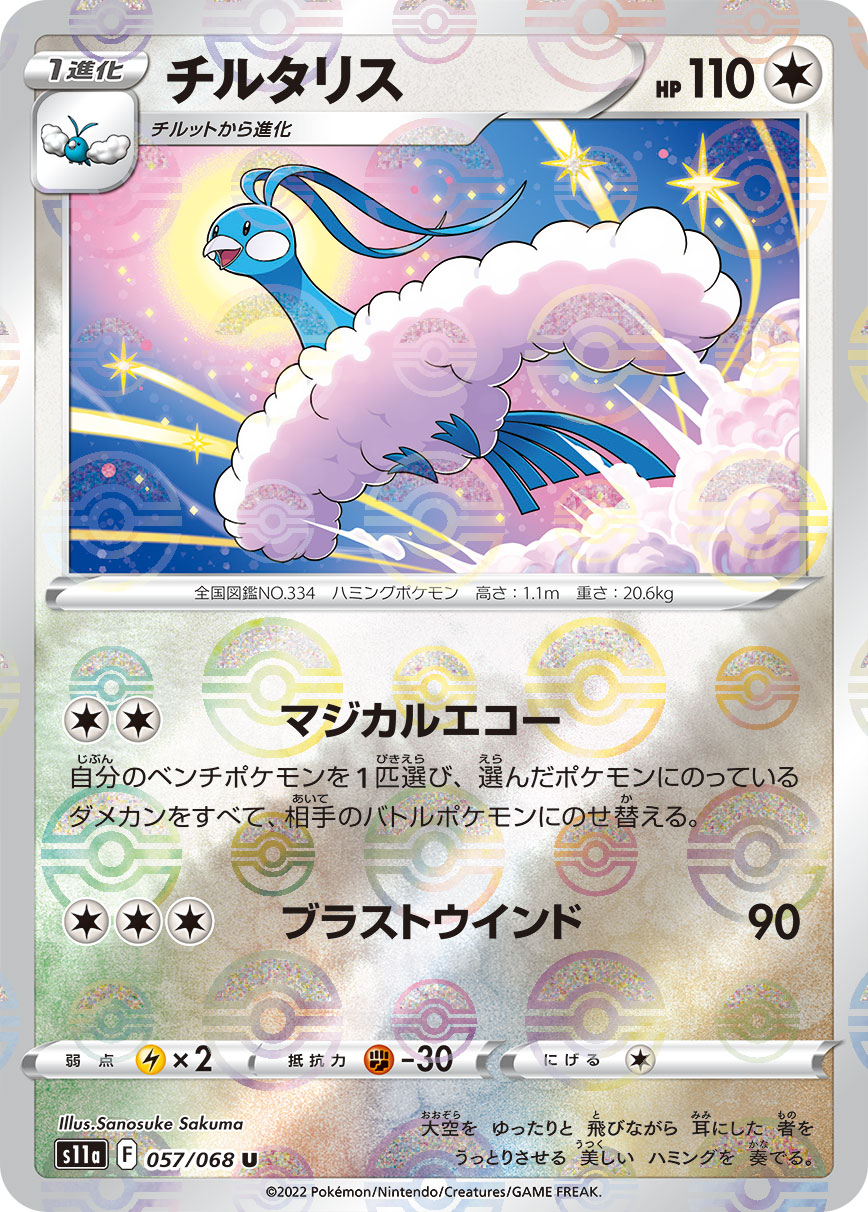 1進化
チルタリス
HP 110
チルットから進化
全国図鑑NO.334 ハミングポケモン 高さ:1.1m 重さ:20.6kg
マジカルエコー
自分のベンチポケモンを1匹選び、選んだポケモンにのっている
ダメカンをすべて、相手のバトルポケモンにのせ替える。
ブラストウインド 90
弱点 ×2 抵抗力 -30 にげる
Illus.Sanosuke Sakuma
s11a F 057/068 U
大空を ゆったりと 飛びながら 耳にした 者を
うっとりさせる 美しい ハミングを 奏でる。
©2022 Pokémon/Nintendo/Creatures/GAME FREAK.